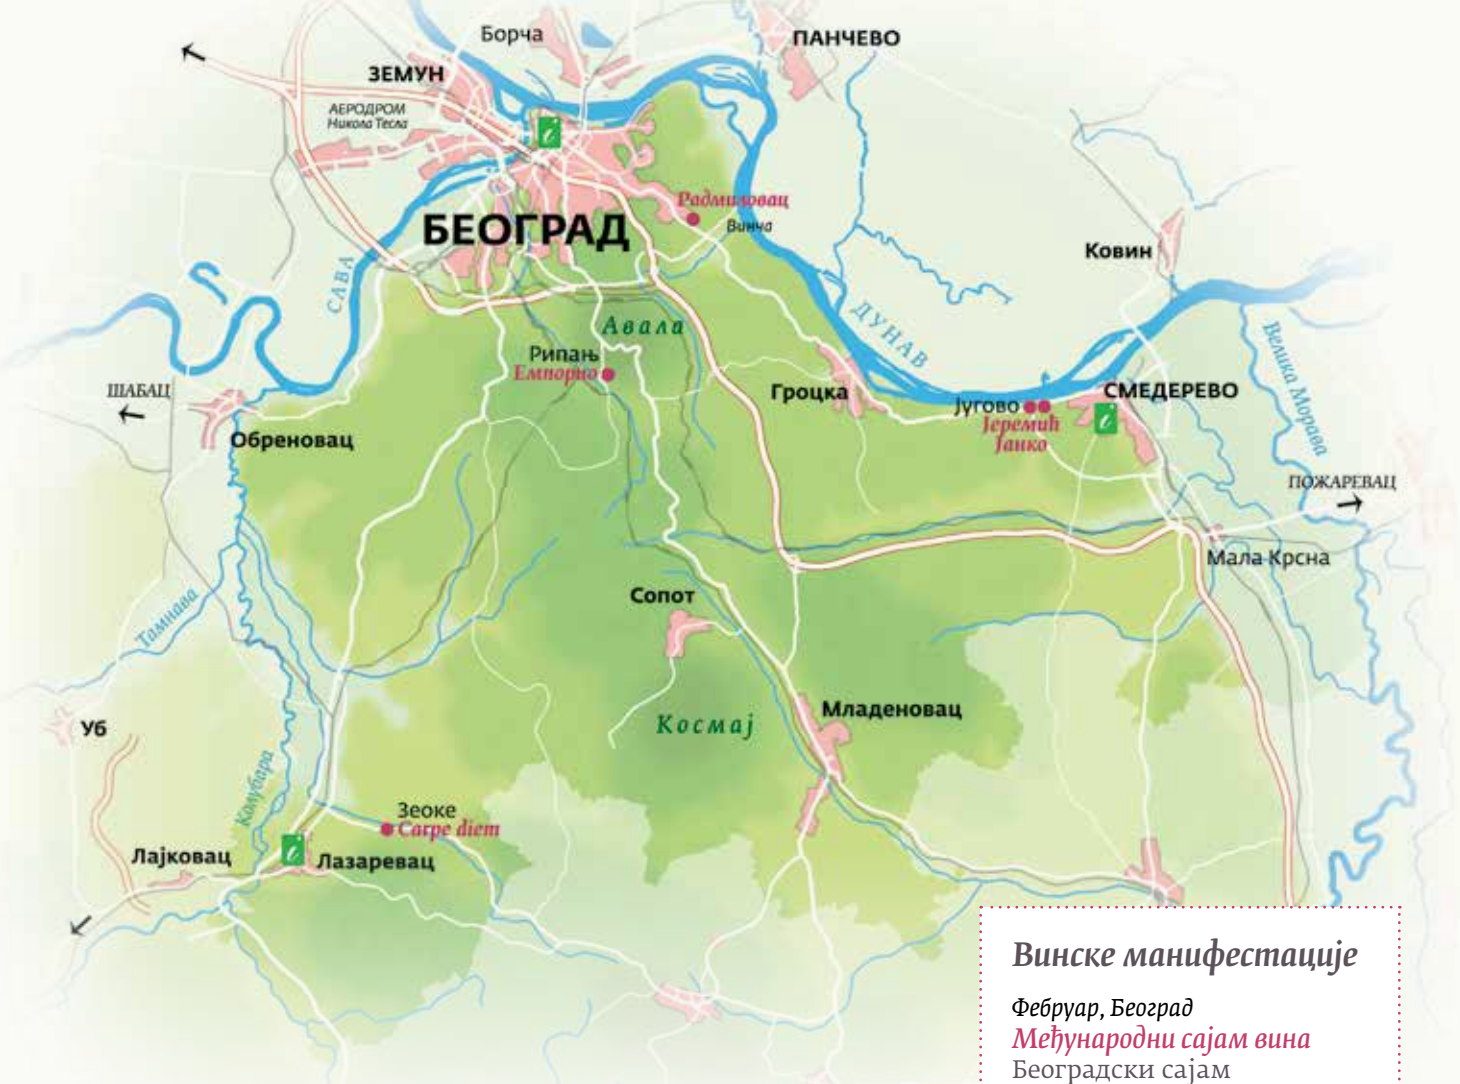 Борча
ПАНЧЕВО
ЗЕМУН
АЕРОДРОМ
Никола Тесла
Радмиловац
Винча
БЕОГРАД
Ковин
САВА
ДУНАВ
Авала
Рипањ
Емпорио
Велика Морава
ШАБАЦ
Гроцка
СМЕДЕРЕВО
Југово
Јеремић
Јанко
Обреновац
ПОЖАРЕВАЦ
Мала Крсна
Тамнава
Сопот
Младеновац
Космај
Уб
Колубара
Зеоке
Carpe diem
Лајковац
Лазаревац
Винске манифестације
Фебруар, Београд
Међународни сајам вина
Београдски сајам